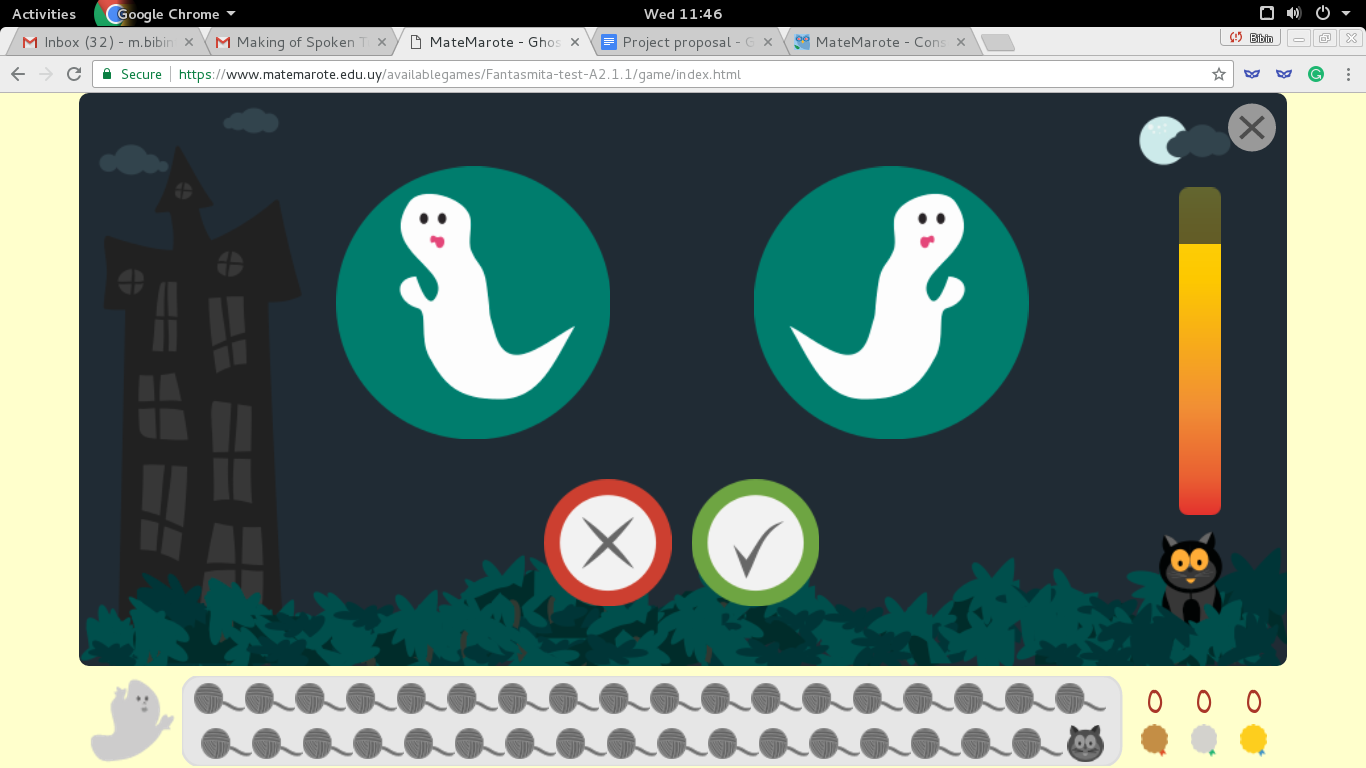 Activities Google Chrome Wed 11:46
Inbox (32) - m.bibin
Making of Spoken T
MateMarote - Ghos
Project proposal - G
MateMarote - Cons
Bibin
Secure https://www.matemarote.edu.uy/availablegames/Fantasmita-test-A2.1.1/game/index.html
0 0 0